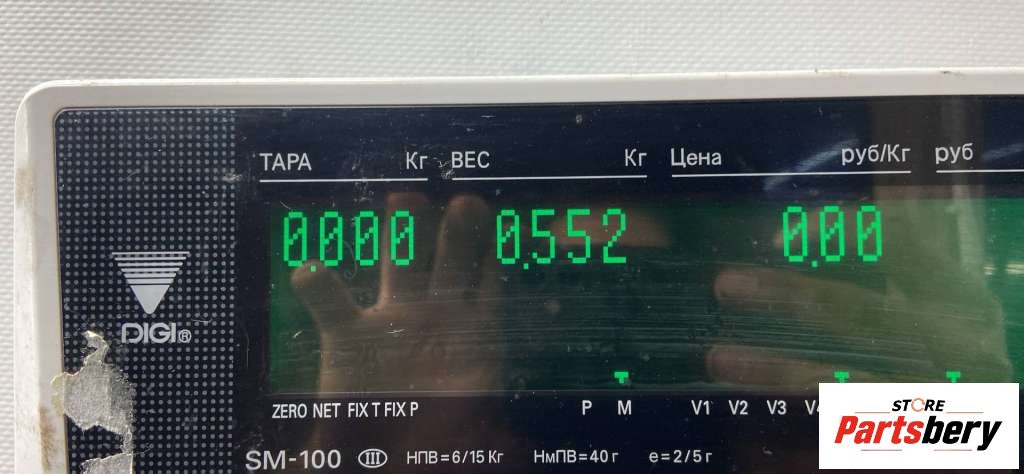 ТАРА Кг ВЕС Кг Цена руб/Кг руб
0.000 0.552 0.00
DIGI®
ZERO NET FIX T FIX P P M V1 V2 V3
SM-100 III НПВ=6/15 Кг НмПВ=40 г e=2/5 г
STORE
Partsbery